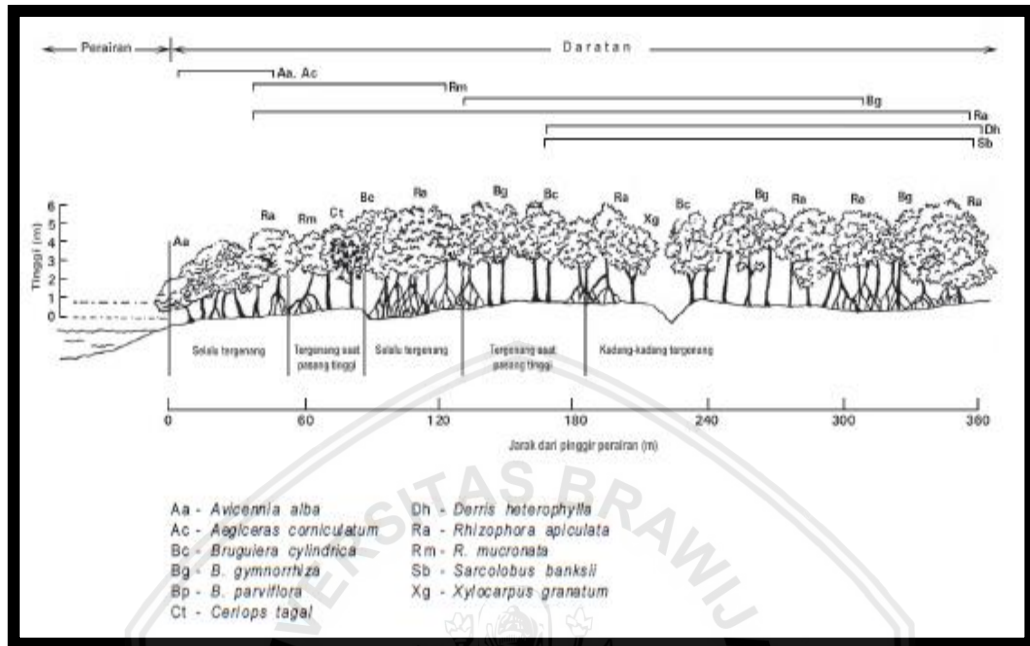 Perairan Daratan
Aa, Ac
Rm
Bg
Ra
Dh
Sb
Tinggi (m)
6
5
4
3
2
1
0
Aa Ra Rm Ct Bc Ra Bg Bc Ra Xg Bc Bg Ra Ra Bg Ra
Selalu tergenang
Tergenang saat
pasang tinggi
Selalu tergenang
Tergenang saat
pasang tinggi
Kadang-kadang tergenang
0 60 120 180 240 300 360
Jarak dari pinggir perairan (m)
Aa - Avicennia alba
Ac - Aegiceras corniculatum
Bc - Bruguiera cylindrica
Bg - B. gymnorrhiza
Bp - B. parviflora
Ct - Ceriops tagal
Dh - Derris heterophylla
Ra - Rhizophora apiculata
Rm - R. mucronata
Sb - Sarcolobus banksii
Xg - Xylocarpus granatum